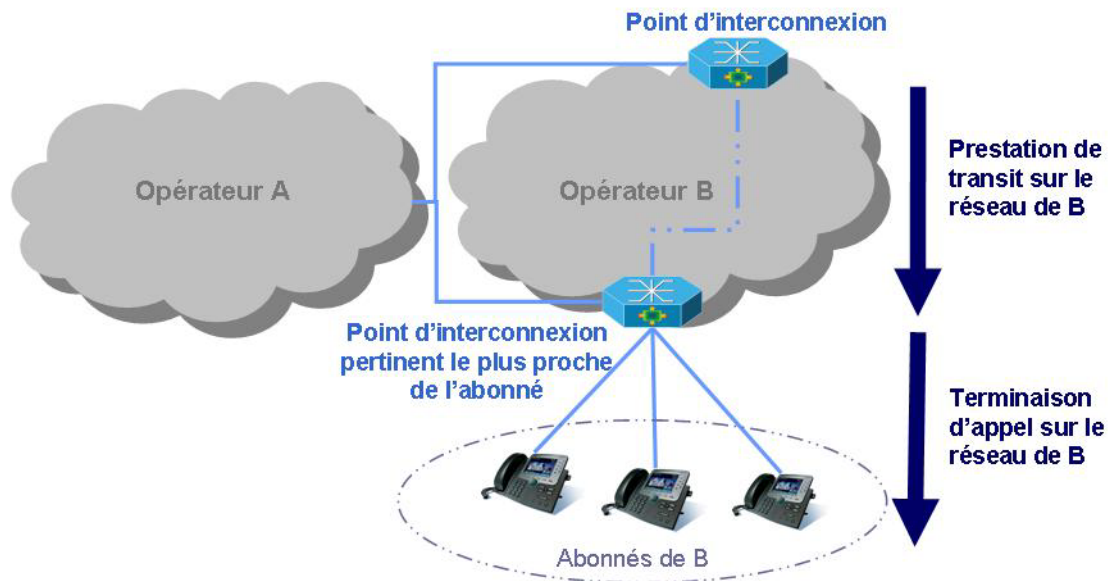 Point d'interconnexion
Opérateur A
Opérateur B
Prestation de
transit sur le
réseau de B
Point d'interconnexion
pertinent le plus proche
de l'abonné
Terminaison
d'appel sur le
réseau de B
Abonnés de B